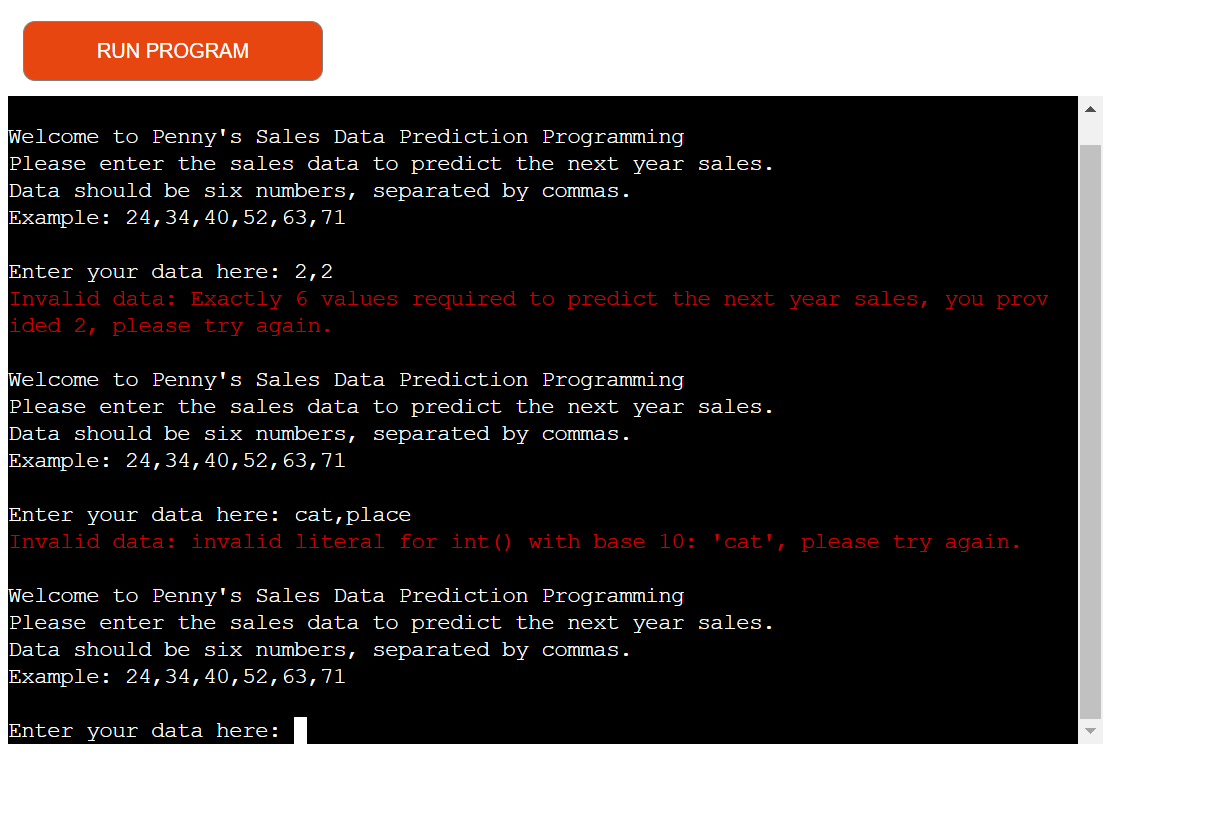 RUN PROGRAM
Welcome to Penny's Sales Data Prediction Programming
Please enter the sales data to predict the next year sales.
Data should be six numbers, separated by commas.
Example: 24,34,40,52,63,71
Enter your data here: 2,2
Invalid data: Exactly 6 values required to predict the next year sales, you prov
ided 2, please try again.
Welcome to Penny's Sales Data Prediction Programming
Please enter the sales data to predict the next year sales.
Data should be six numbers, separated by commas.
Example: 24,34,40,52,63,71
Enter your data here: cat,place
Invalid data: invalid literal for int() with base 10: 'cat', please try again.
Welcome to Penny's Sales Data Prediction Programming
Please enter the sales data to predict the next year sales.
Data should be six numbers, separated by commas.
Example: 24,34,40,52,63,71
Enter your data here: